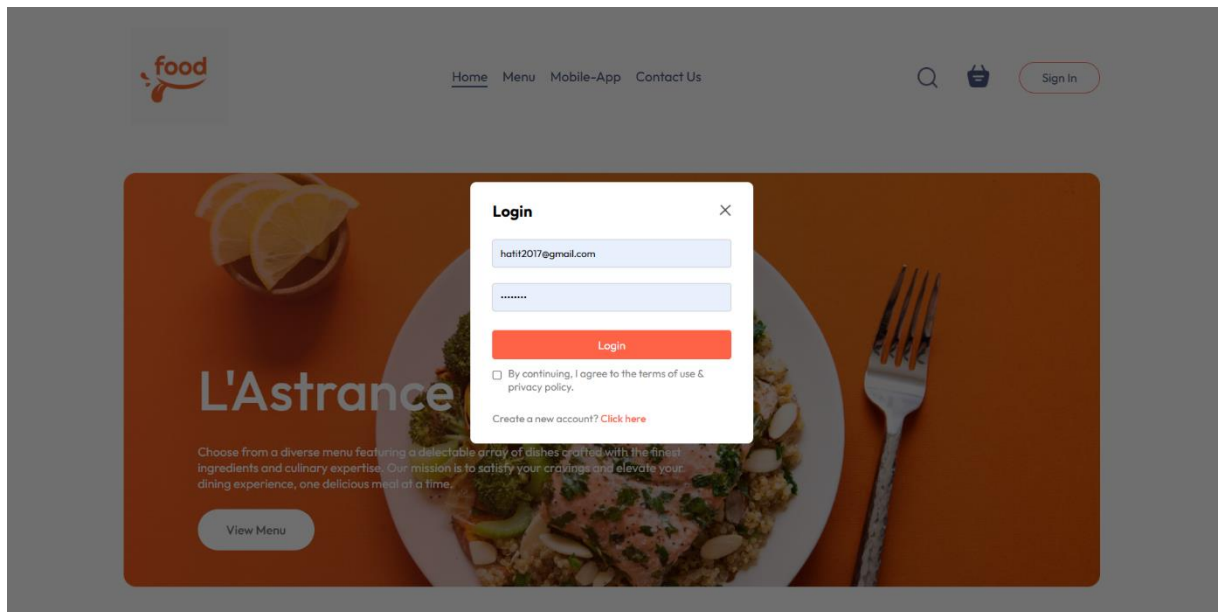 food
Home Menu Mobile-App Contact Us
Sign In
Login
hatit2017@gmail.com
........
Login
By continuing, I agree to the terms of use &
privacy policy.
Create a new account? Click here
L'Astrance
Choose from a diverse menu featuring a delectable array of dishes crafted with the finest
ingredients and culinary expertise. Our mission is to satisfy your cravings and elevate your
dining experience, one delicious meal at a time.
View Menu